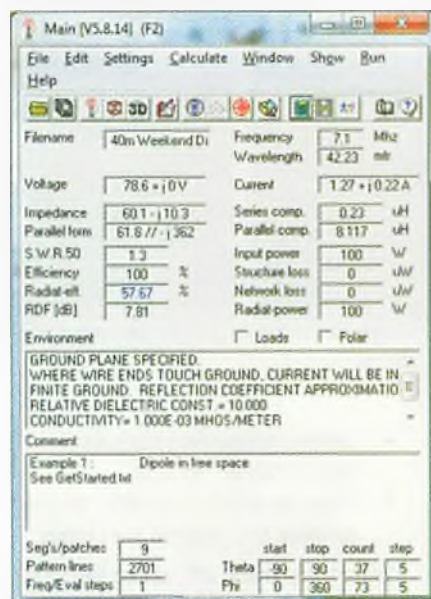 Main [V5.8.14] (F2)
File Edit Settings Calculate Window Show Run
Help
3D
Filename 40m Weekend Di Frequency 7.1 Mhz
Wavelength 42.23 mtr
Voltage 78.6 + j 0 V Current 1.27 + j 0.22 A
Impedance 60.1 - j 10.3 Series comp. 0.23 uH
Parallel form 61.8 // - j 362 Parallel comp. 8.117 uH
S.W.R.50 1.3 Input power 100 W
Efficiency 100 % Structure loss 0 uW
Radiat-eff. 57.67 % Network loss 0 uW
RDF [dB] 7.81 Radiat-power 100 W
Environment Loads Polar
GROUND PLANE SPECIFIED.
WHERE WIRE ENDS TOUCH GROUND, CURRENT WILL BE IN
FINITE GROUND. REFLECTION COEFFICIENT APPROXIMATIO
RELATIVE DIELECTRIC CONST.= 10.000
CONDUCTIVITY= 1.000E-03 MHOS/METER
Comment
Example 1 : Dipole in free space
See GetStarted.txt
Seg's/patches 9 start stop count step
Pattern lines 2701 Theta -90 90 37 5
Freq/Eval steps 1 Phi 0 360 73 5